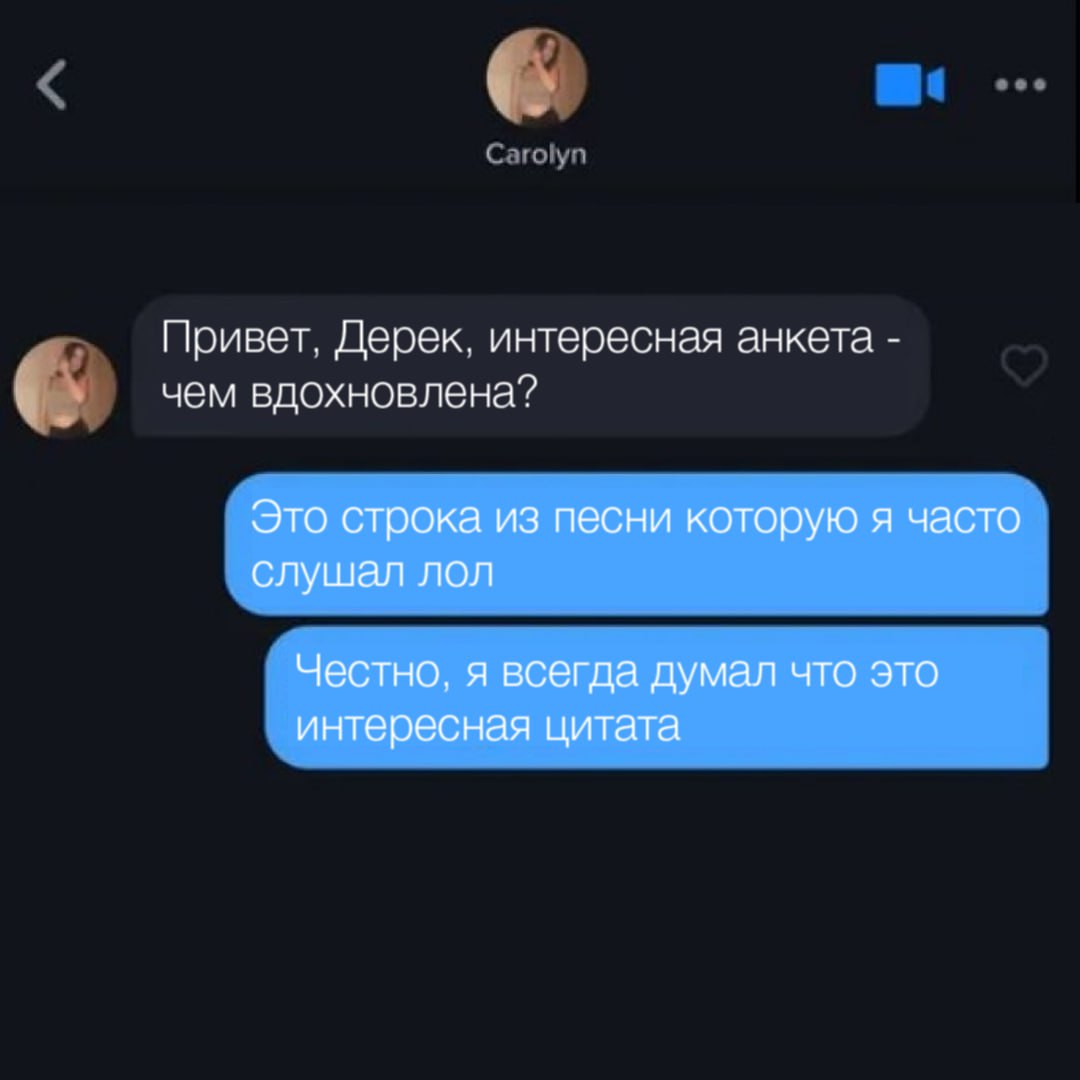 Carolyn
Привет, Дерек, интересная анкета -
чем вдохновлена?
Это строка из песни которую я часто
слушал лол
Честно, я всегда думал что это
интересная цитата